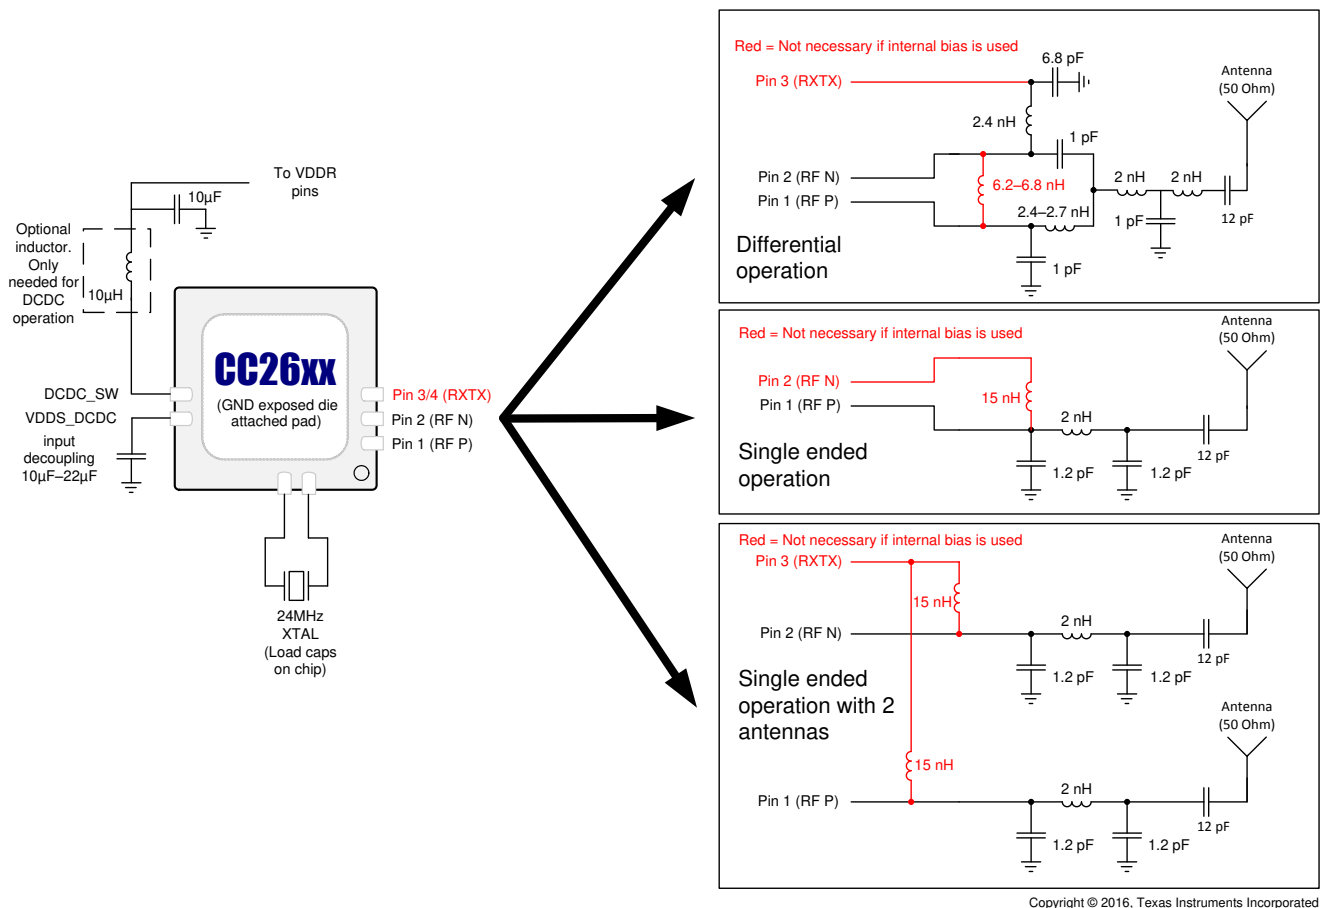 To VDDR
pins
10µF
Optional
inductor.
Only
needed for
DCDC
operation
10µH
CC26xx
(GND exposed die
attached pad)
DCDC_SW
VDDS_DCDC
input
decoupling
10µF–22µF
Pin 3/4 (RXTX)
Pin 2 (RF N)
Pin 1 (RF P)
24MHz
XTAL
(Load caps
on chip)
Red = Not necessary if internal bias is used
6.8 pF
Pin 3 (RXTX)
Antenna
(50 Ohm)
2.4 nH
1 pF
Pin 2 (RF N)
6.2–6.8 nH
2 nH
2 nH
Pin 1 (RF P)
2.4–2.7 nH
1 pF
12 pF
Differential
operation
1 pF
Red = Not necessary if internal bias is used
Antenna
(50 Ohm)
Pin 2 (RF N)
15 nH
Pin 1 (RF P)
2 nH
12 pF
Single ended
operation
1.2 pF
1.2 pF
Red = Not necessary if internal bias is used
Pin 3 (RXTX)
Antenna
(50 Ohm)
15 nH
2 nH
Pin 2 (RF N)
12 pF
1.2 pF
1.2 pF
Single ended
operation with 2
antennas
Antenna
(50 Ohm)
15 nH
2 nH
Pin 1 (RF P)
12 pF
1.2 pF
1.2 pF
Copyright © 2016, Texas Instruments Incorporated